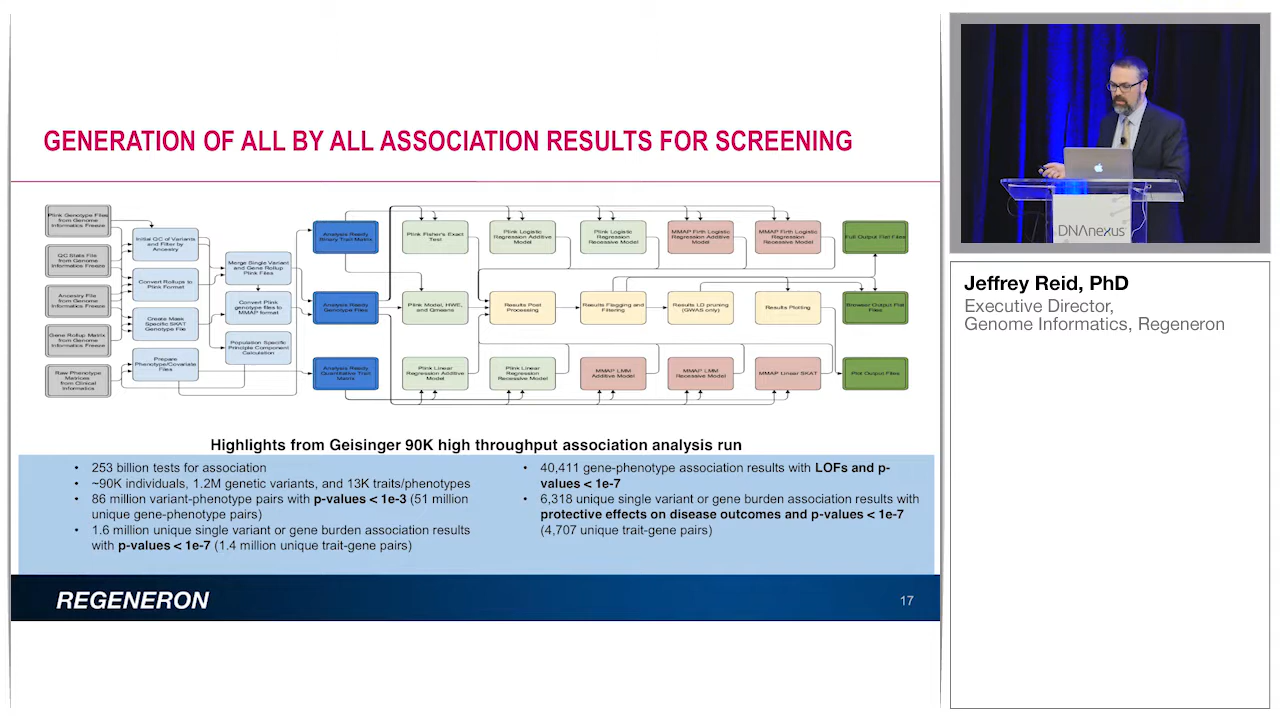 GENERATION OF ALL BY ALL ASSOCIATION RESULTS FOR SCREENING
Plink Genotype Files
from Genome
Informatics Freeze
QC Stats File
from Genome
Informatics Freeze
Ancestry File
from Genome
Informatics Freeze
Gene Rollup Matrix
from Genome
Informatics Freeze
Raw Phenotype
Matrices
from Clinical
Informatics
Initial QC of Variants
and Filter by
Ancestry
Convert Rollups to
Plink Format
Create Mask
Specific SKAT
Genotype File
Prepare
Phenotype/Covariate
Files
Merge Single Variant
and Gene Rollup
Plink Files
Convert Plink
genotype files to
MMAP format
Population Specific
Principle Component
Calculation
Analysis Ready
Binary Trait Matrix
Analysis Ready
Genotype Files
Analysis Ready
Quantitative Trait
Matrix
Plink Fisher's Exact
Test
Plink Logistic
Regression Additive
Model
Plink Logistic
Regression
Recessive Model
MMAP Firth Logistic
Regression Additive
Model
MMAP Firth Logistic
Regression
Recessive Model
Full Output Flat Files
Plink Model, HWE,
and Qmeans
Results Post
Processing
Results Flagging and
Filtering
Results LD pruning
(GWAS only)
Results Plotting
Browser Output Flat
Files
Plink Linear
Regression Additive
Model
Plink Linear
Regression
Recessive Model
MMAP LMM
Additive Model
MMAP LMM
Recessive Model
MMAP Linear SKAT
Plot Output Files
Highlights from Geisinger 90K high throughput association analysis run
• 253 billion tests for association
• ~90K individuals, 1.2M genetic variants, and 13K traits/phenotypes
• 86 million variant-phenotype pairs with p-values < 1e-3 (51 million
unique gene-phenotype pairs)
• 1.6 million unique single variant or gene burden association results
with p-values < 1e-7 (1.4 million unique trait-gene pairs)
• 40,411 gene-phenotype association results with LOFs and p-
values < 1e-7
• 6,318 unique single variant or gene burden association results with
protective effects on disease outcomes and p-values < 1e-7
(4,707 unique trait-gene pairs)
REGENERON
17
DNAnexus
Jeffrey Reid, PhD
Executive Director,
Genome Informatics, Regeneron